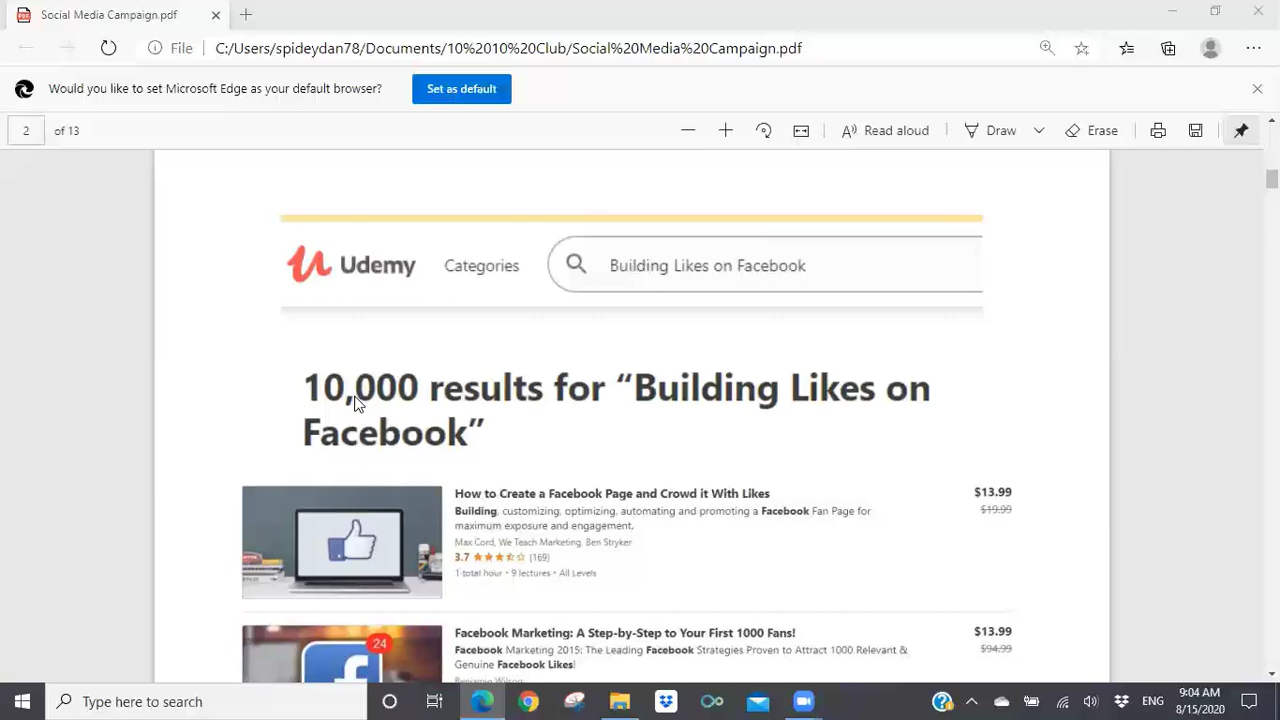 Social Media Campaign.pdf
File C:/Users/spideydan78/Documents/10%2010%20Club/Social%20Media%20Campaign.pdf
Would you like to set Microsoft Edge as your default browser? Set as default
2 of 13 Read aloud Draw Erase
Udemy Categories Building Likes on Facebook
10,000 results for “Building Likes on
Facebook”
How to Create a Facebook Page and Crowd it With Likes $13.99
Building, customizing, optimizing, automating and promoting a Facebook Fan Page for $19.99
maximum exposure and engagement.
Max Cord, We Teach Marketing, Ben Stryker
3.7 (169)
1 total hour • 9 lectures • All Levels
24
Facebook Marketing: A Step-by-Step to Your First 1000 Fans! $13.99
Facebook Marketing 2015: The Leading Facebook Strategies Proven to Attract 1000 Relevant & $94.99
Genuine Facebook Likes!
Benjamin Wilson
Type here to search
ENG
9:04 AM
8/15/2020